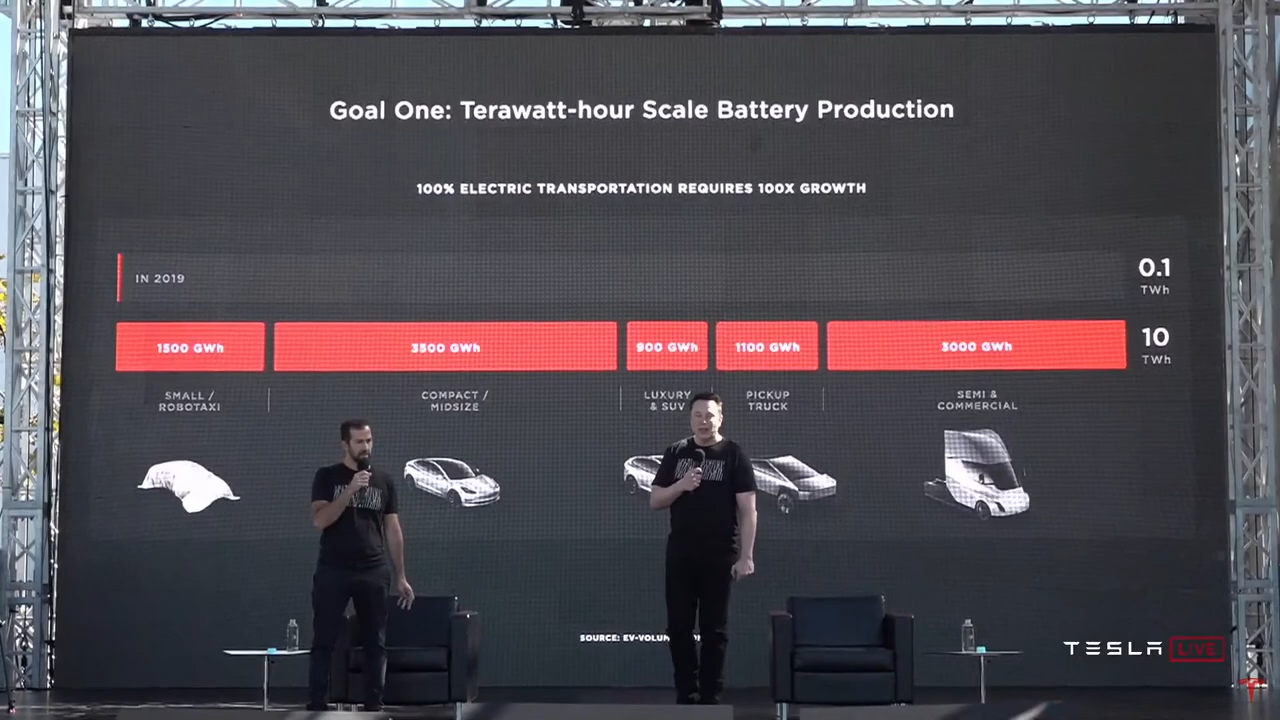 Goal One: Terawatt-hour Scale Battery Production
100% ELECTRIC TRANSPORTATION REQUIRES 100X GROWTH
IN 2019
0.1
TWh
1500 GWh
3500 GWh
900 GWh
1100 GWh
3000 GWh
10
TWh
SMALL /
ROBOTAXI
COMPACT /
MIDSIZE
LUXURY
& SUV
PICKUP
TRUCK
SEMI &
COMMERCIAL
SOURCE:
TESLA LIVE